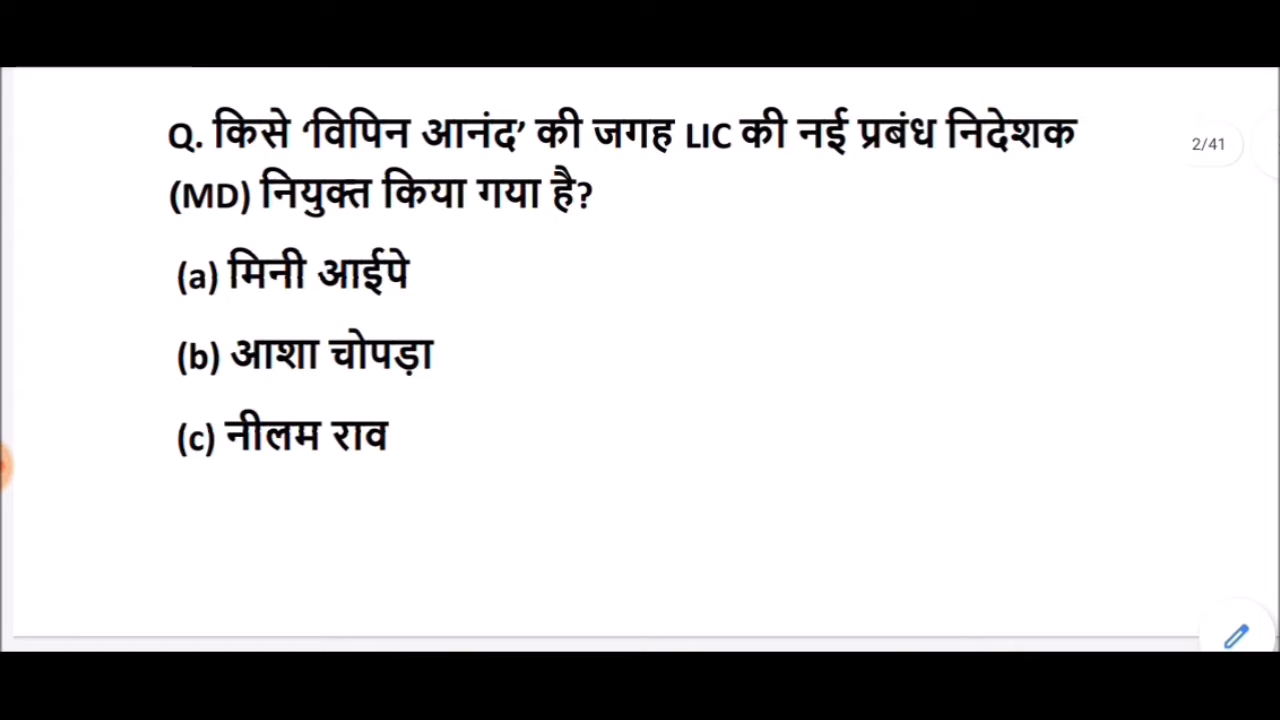 Q. किसे ‘विपिन आनंद’ की जगह LIC की नई प्रबंध निदेशक
2/41
(MD) नियुक्त किया गया है?
(a) मिनी आईपे
(b) आशा चोपड़ा
(c) नीलम राव